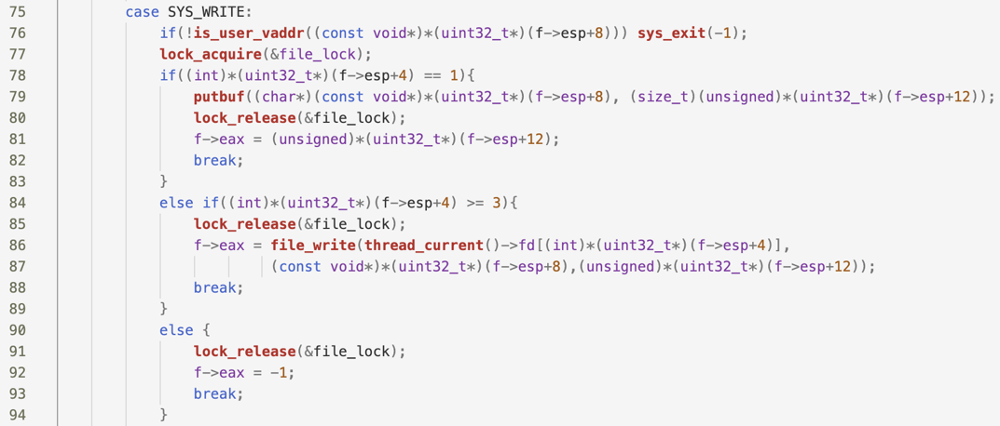 75 case SYS_WRITE:
76 if(!is_user_vaddr((const void*)*(uint32_t*)(f->esp+8))) sys_exit(-1);
77 lock_acquire(&file_lock);
78 if((int)*(uint32_t*)(f->esp+4) == 1){
79 putbuf((char*)(const void*)*(uint32_t*)(f->esp+8), (size_t)(unsigned)*(uint32_t*)(f->esp+12));
80 lock_release(&file_lock);
81 f->eax = (unsigned)*(uint32_t*)(f->esp+12);
82 break;
83 }
84 else if((int)*(uint32_t*)(f->esp+4) >= 3){
85 lock_release(&file_lock);
86 f->eax = file_write(thread_current()->fd[(int)*(uint32_t*)(f->esp+4)],
87 (const void*)*(uint32_t*)(f->esp+8),(unsigned)*(uint32_t*)(f->esp+12));
88 break;
89 }
90 else {
91 lock_release(&file_lock);
92 f->eax = -1;
93 break;
94 }